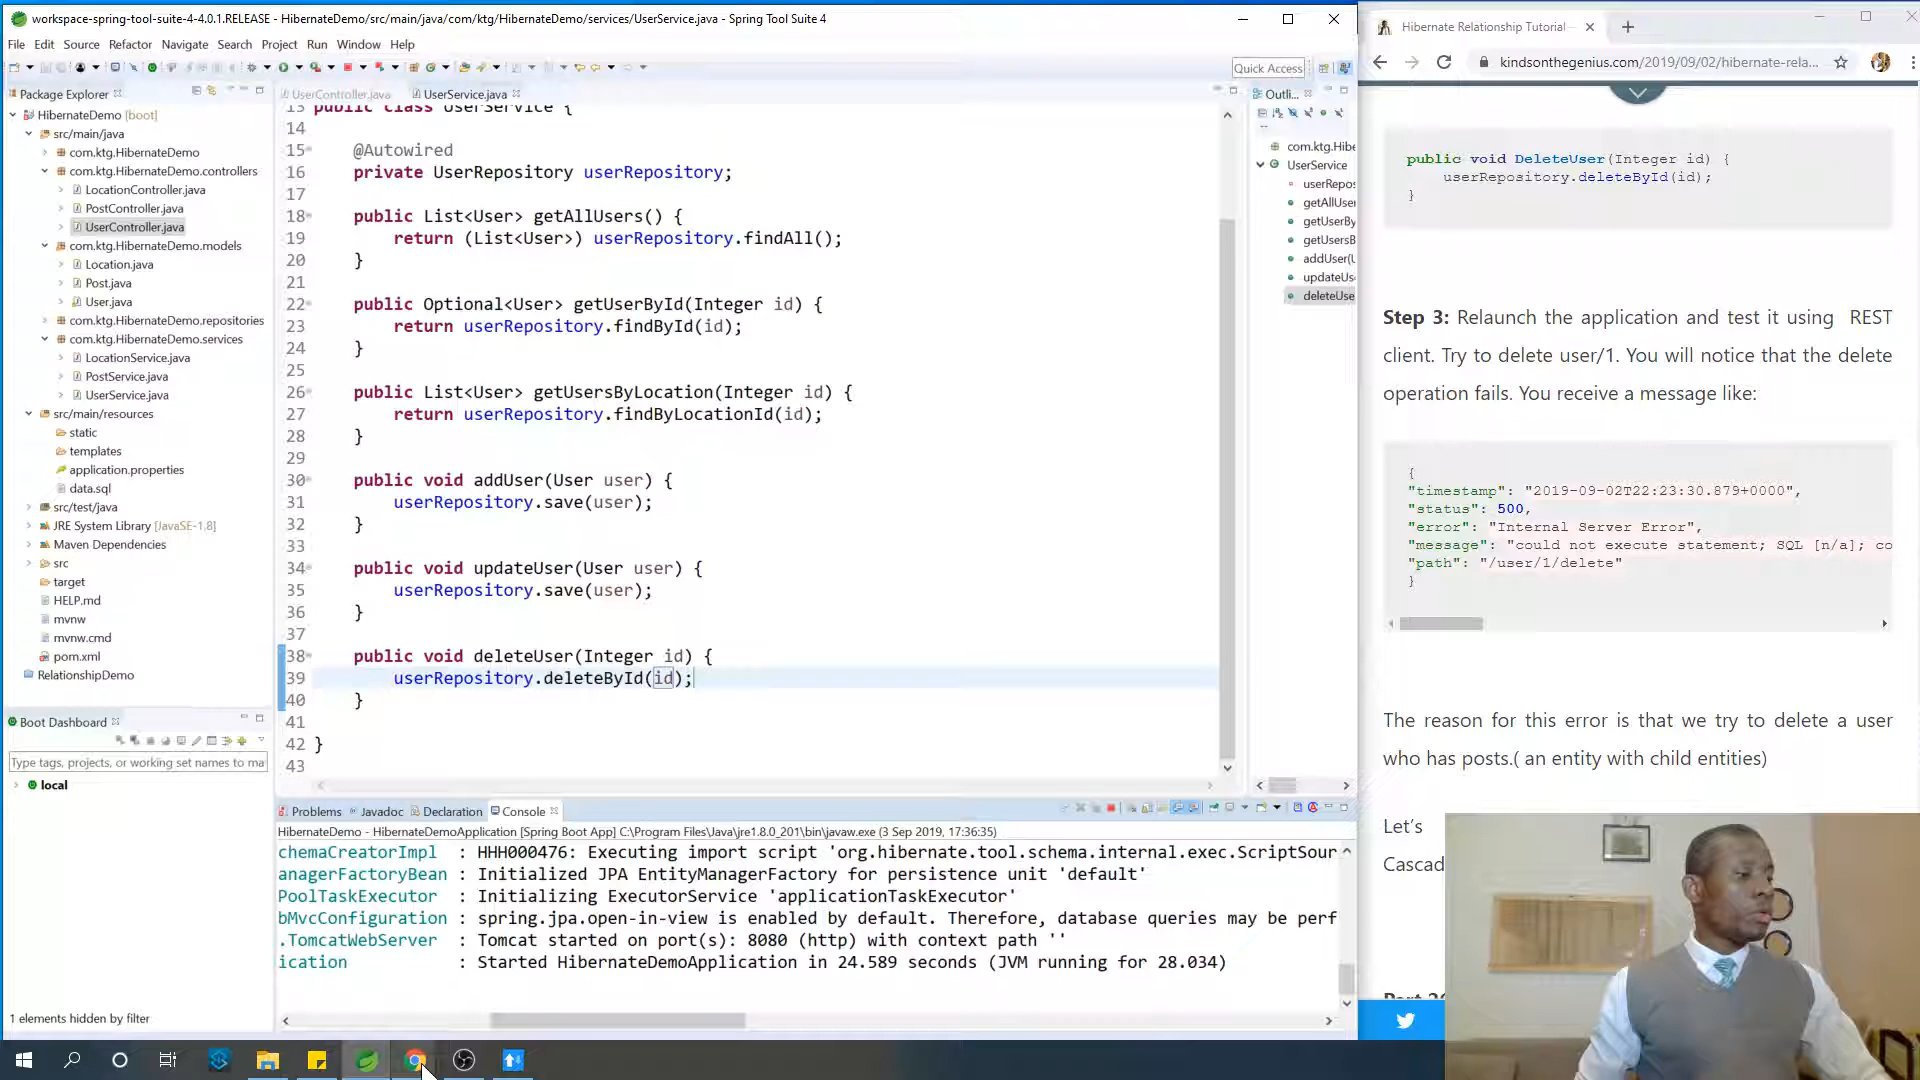 workspace-spring-tool-suite-4-4.0.1.RELEASE - HibernateDemo/src/main/java/com/ktg/HibernateDemo/services/UserService.java - Spring Tool Suite 4
File Edit Source Refactor Navigate Search Project Run Window Help
Quick Access
Package Explorer
HibernateDemo [boot]
src/main/java
com.ktg.HibernateDemo
com.ktg.HibernateDemo.controllers
LocationController.java
PostController.java
UserController.java
com.ktg.HibernateDemo.models
Location.java
Post.java
User.java
com.ktg.HibernateDemo.repositories
com.ktg.HibernateDemo.services
LocationService.java
PostService.java
UserService.java
src/main/resources
static
templates
application.properties
data.sql
src/test/java
JRE System Library [JavaSE-1.8]
Maven Dependencies
src
target
HELP.md
mvnw
mvnw.cmd
pom.xml
RelationshipDemo
Boot Dashboard
Type tags, projects, or working set names to ma
local
1 elements hidden by filter
UserController.java
UserService.java
13 public class UserService {
14
15 @Autowired
16 private UserRepository userRepository;
17
18 public List<User> getAllUsers() {
19 return (List<User>) userRepository.findAll();
20 }
21
22 public Optional<User> getUserById(Integer id) {
23 return userRepository.findById(id);
24 }
25
26 public List<User> getUsersByLocation(Integer id) {
27 return userRepository.findByLocationId(id);
28 }
29
30 public void addUser(User user) {
31 userRepository.save(user);
32 }
33
34 public void updateUser(User user) {
35 userRepository.save(user);
36 }
37
38 public void deleteUser(Integer id) {
39 userRepository.deleteById(id);
40 }
41
42 }
43
Outli...
com.ktg.Hibe
UserService
userRepos
getAllUse
getUserBy
getUsersB
addUser(U
updateUs
deleteUse
Problems Javadoc Declaration Console
HibernateDemo - HibernateDemoApplication [Spring Boot App] C:\Program Files\Java\jre1.8.0_201\bin\javaw.exe (3 Sep 2019, 17:36:35)
chemaCreatorImpl : HHH000476: Executing import script 'org.hibernate.tool.schema.internal.exec.ScriptSour
anagerFactoryBean : Initialized JPA EntityManagerFactory for persistence unit 'default'
PoolTaskExecutor : Initializing ExecutorService 'applicationTaskExecutor'
bMvcConfiguration : spring.jpa.open-in-view is enabled by default. Therefore, database queries may be perf
.TomcatWebServer : Tomcat started on port(s): 8080 (http) with context path ''
ication : Started HibernateDemoApplication in 24.589 seconds (JVM running for 28.034)
Hibernate Relationship Tutorial –
kindsonthegenius.com/2019/09/02/hibernate-rela...
public void DeleteUser(Integer id) {
userRepository.deleteById(id);
}
Step 3: Relaunch the application and test it using REST
client. Try to delete user/1. You will notice that the delete
operation fails. You receive a message like:
{
"timestamp": "2019-09-02T22:23:30.879+0000",
"status": 500,
"error": "Internal Server Error",
"message": "could not execute statement; SQL [n/a]; co
"path": "/user/1/delete"
}
The reason for this error is that we try to delete a user
who has posts.( an entity with child entities)
Let's
Cascad